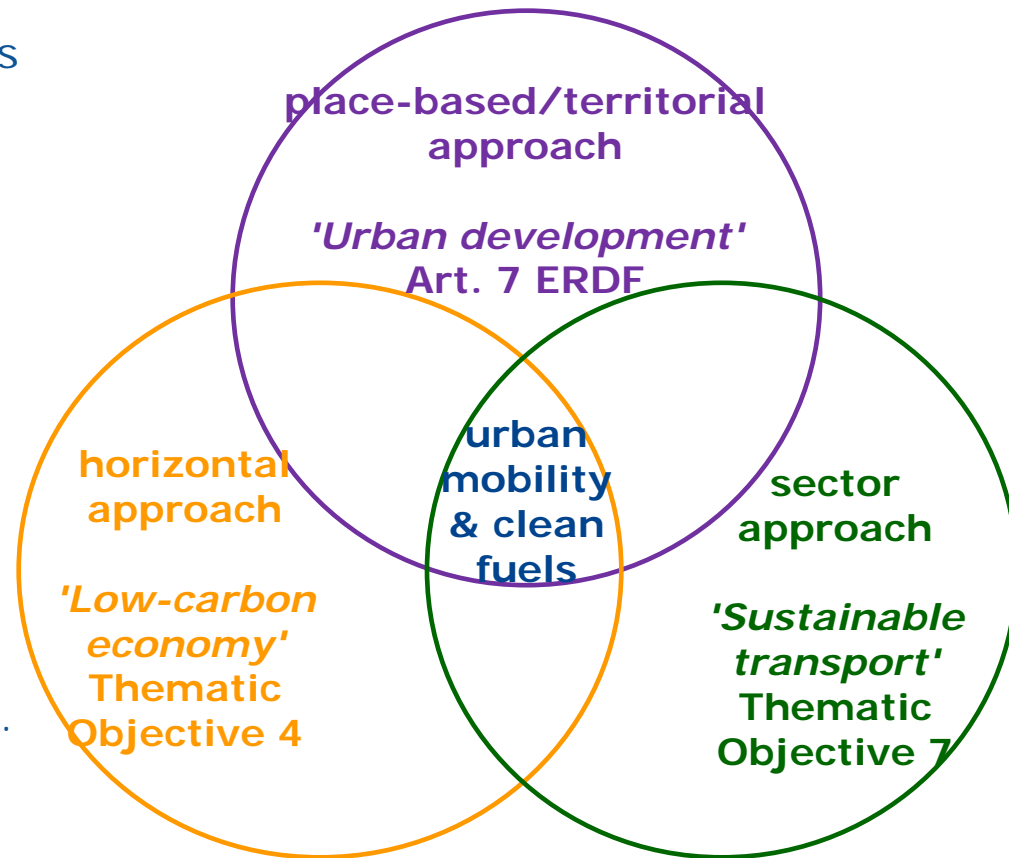 s
place-based/territorial
approach
'Urban development'
Art. 7 ERDF
urban
mobility
& clean
fuels
horizontal
approach
'Low-carbon
economy'
Thematic
Objective 4
sector
approach
'Sustainable
transport'
Thematic
Objective 7
.